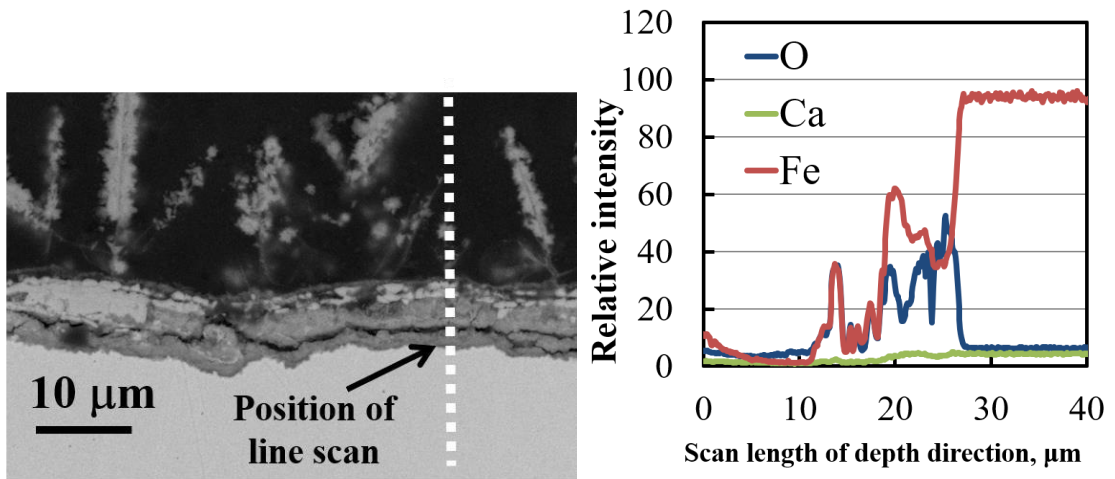 10 μm
Position of
line scan
Relative intensity
120
100
80
60
40
20
0
O
Ca
Fe
0
10
20
30
40
Scan length of depth direction, μm